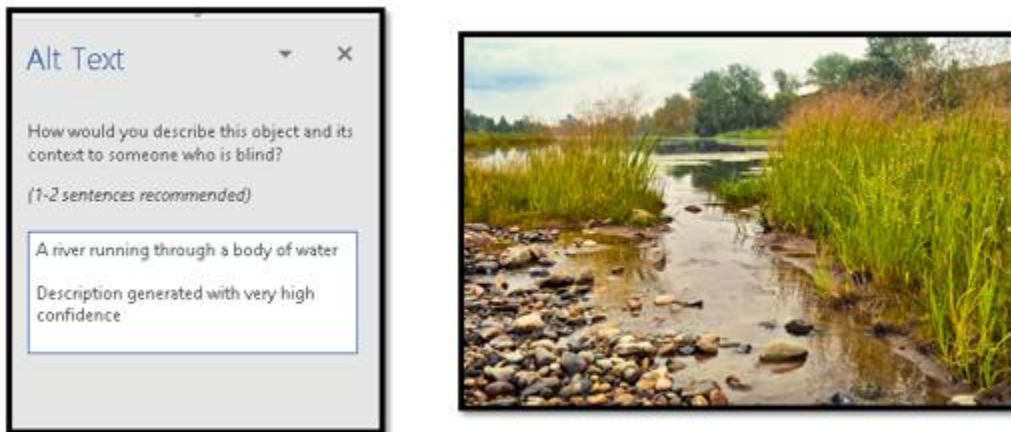 Alt Text
How would you describe this object and its
context to someone who is blind?
(1-2 sentences recommended)
A river running through a body of water
Description generated with very high
confidence